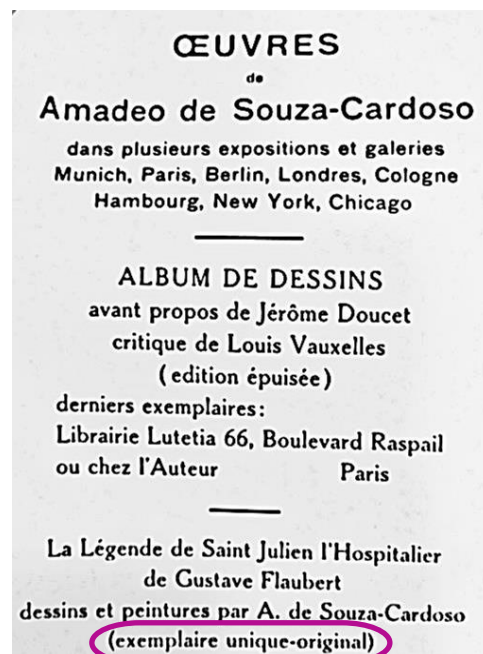 ŒUVRES
de
Amadeo de Souza-Cardoso
dans plusieurs expositions et galeries
Munich, Paris, Berlin, Londres, Cologne
Hambourg, New York, Chicago
ALBUM DE DESSINS
avant propos de Jérôme Doucet
critique de Louis Vauxelles
(edition épuisée)
derniers exemplaires:
Librairie Lutetia 66, Boulevard Raspail
ou chez l'Auteur Paris
La Légende de Saint Julien l'Hospitalier
de Gustave Flaubert
dessins et peintures par A. de Souza-Cardoso
(exemplaire unique-original)